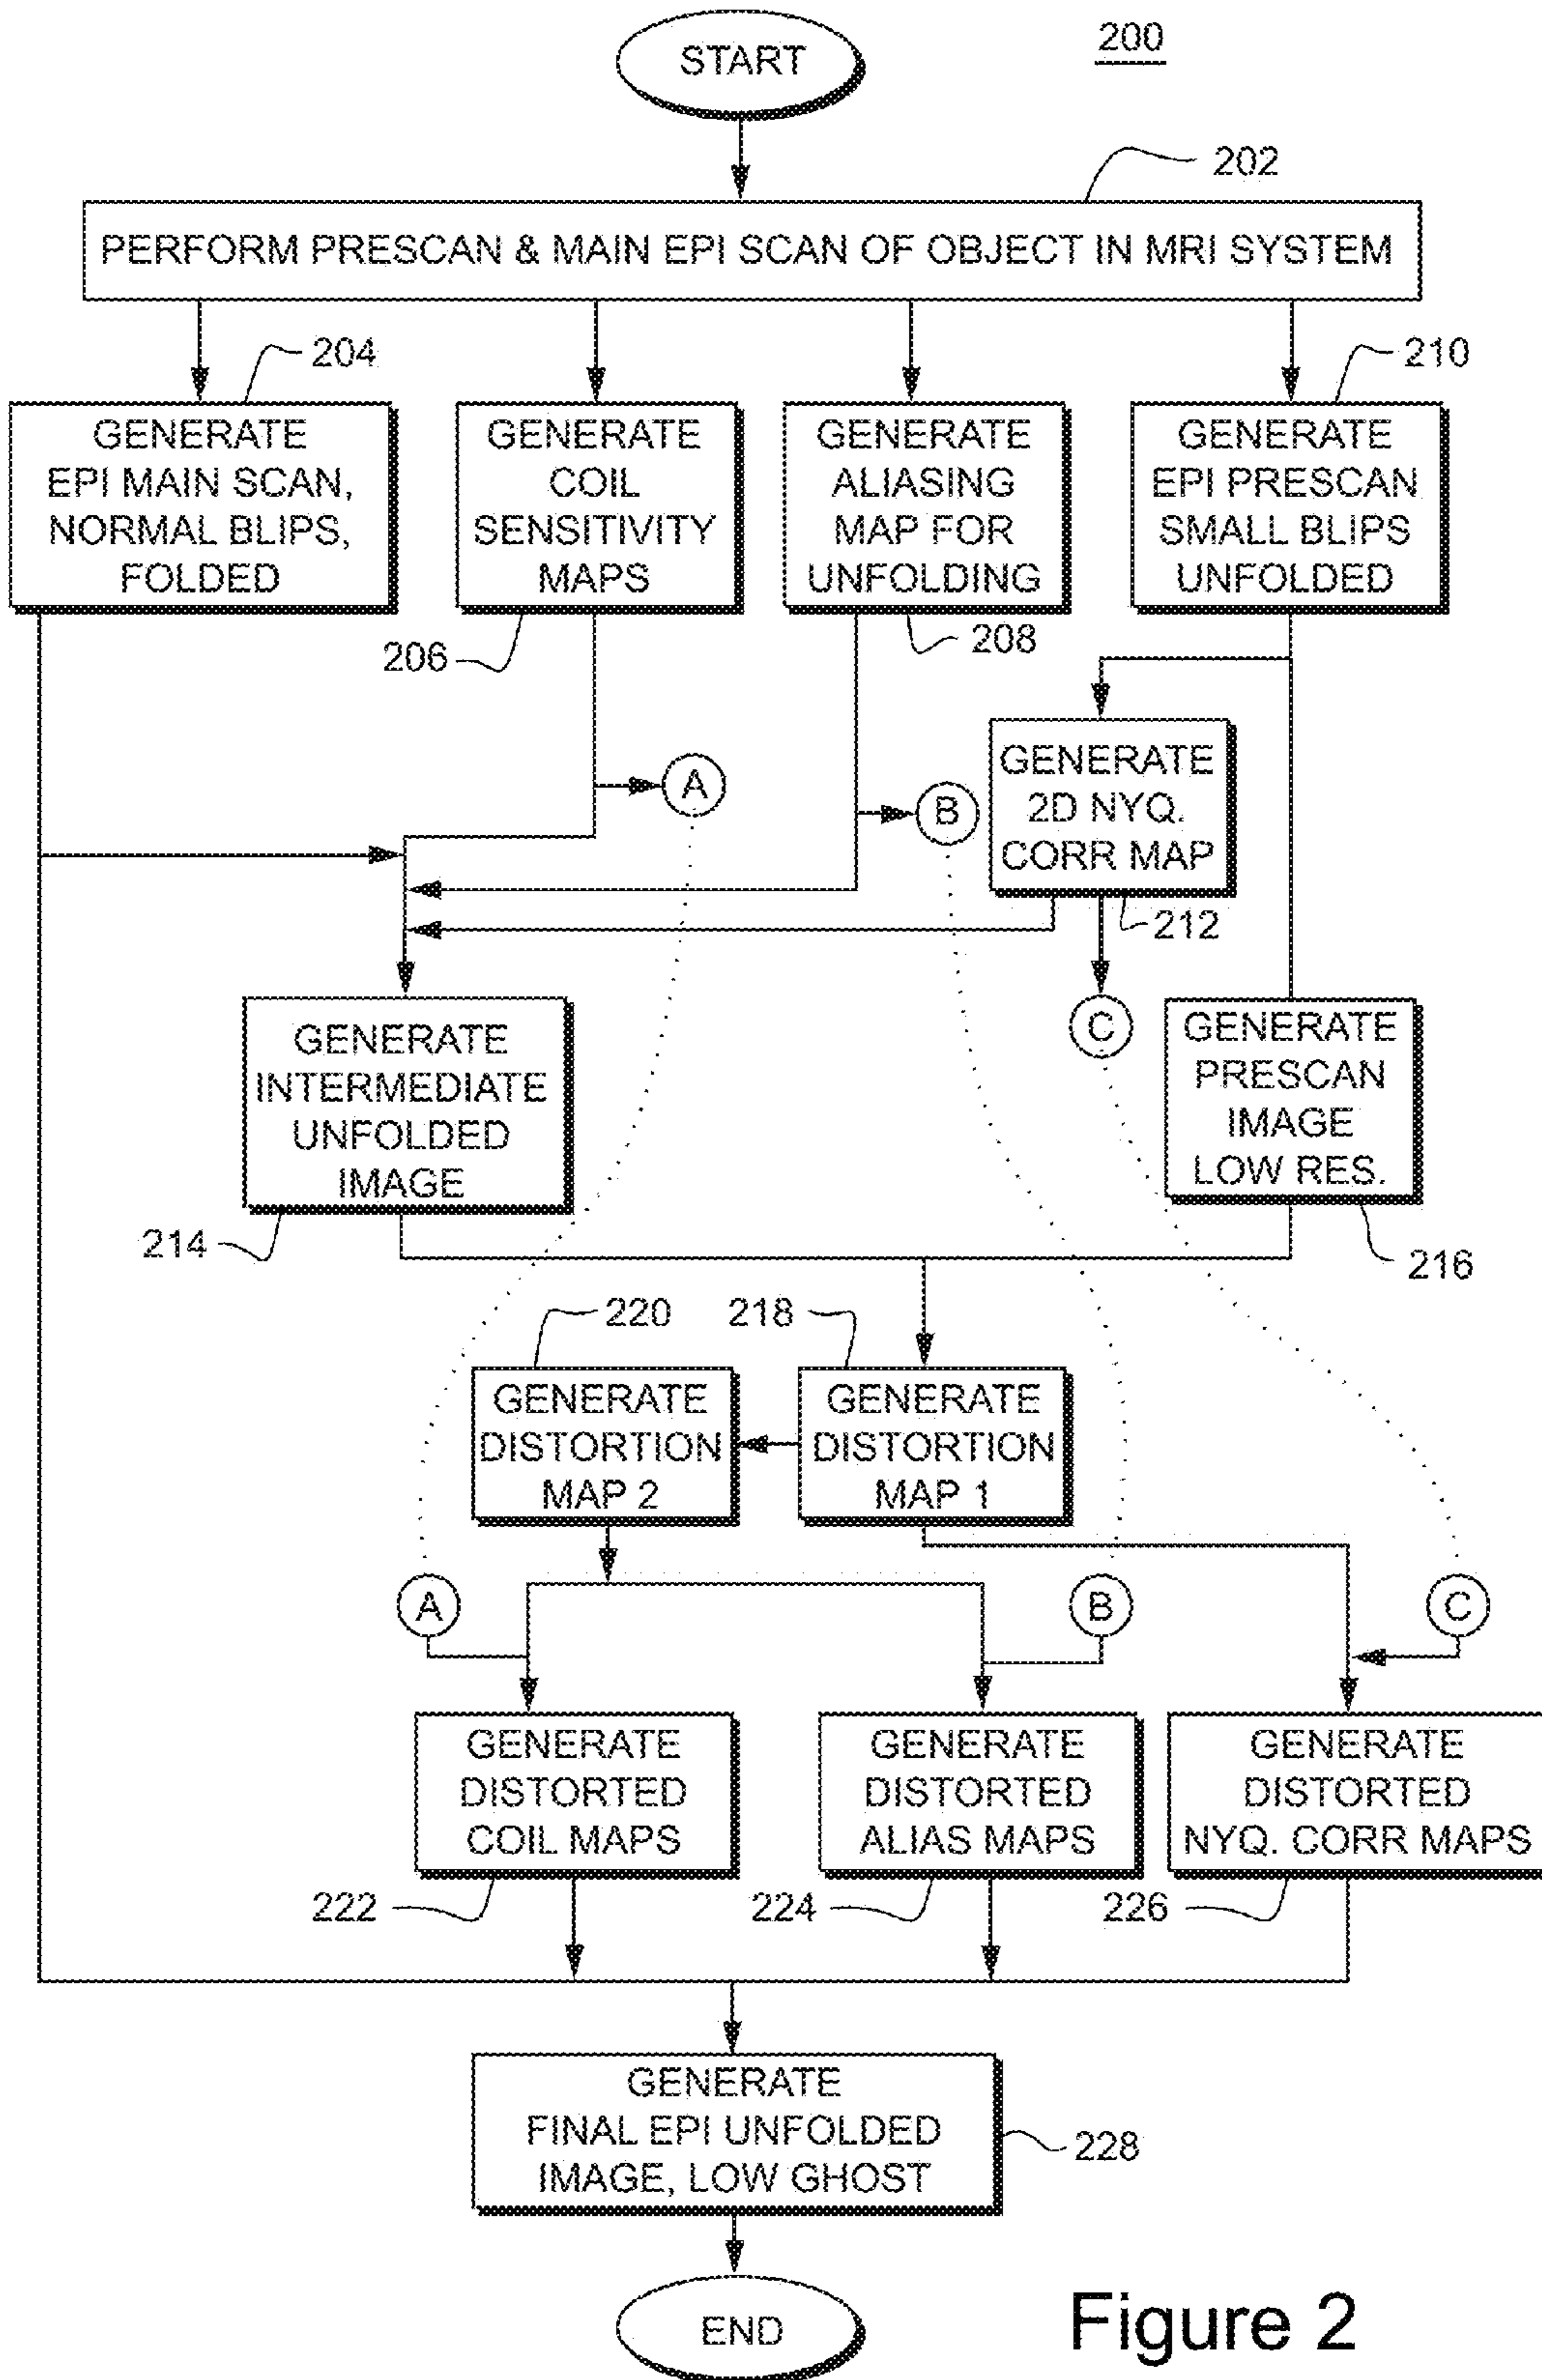 START
200
202
PERFORM PRESCAN & MAIN EPI SCAN OF OBJECT IN MRI SYSTEM
204
210
GENERATE
EPI MAIN SCAN,
NORMAL BLIPS,
FOLDED
GENERATE
COIL
SENSITIVITY
MAPS
GENERATE
ALIASING
MAP FOR
UNFOLDING
GENERATE
EPI PRESCAN
SMALL BLIPS
UNFOLDED
206
208
A
B
GENERATE
2D NYQ.
CORR MAP
212
C
GENERATE
INTERMEDIATE
UNFOLDED
IMAGE
GENERATE
PRESCAN
IMAGE
LOW RES.
214
216
220
218
GENERATE
DISTORTION
MAP 2
GENERATE
DISTORTION
MAP 1
A
B
C
GENERATE
DISTORTED
COIL MAPS
GENERATE
DISTORTED
ALIAS MAPS
GENERATE
DISTORTED
NYQ. CORR MAPS
222
224
226
GENERATE
FINAL EPI UNFOLDED
IMAGE, LOW GHOST
228
END
Figure 2